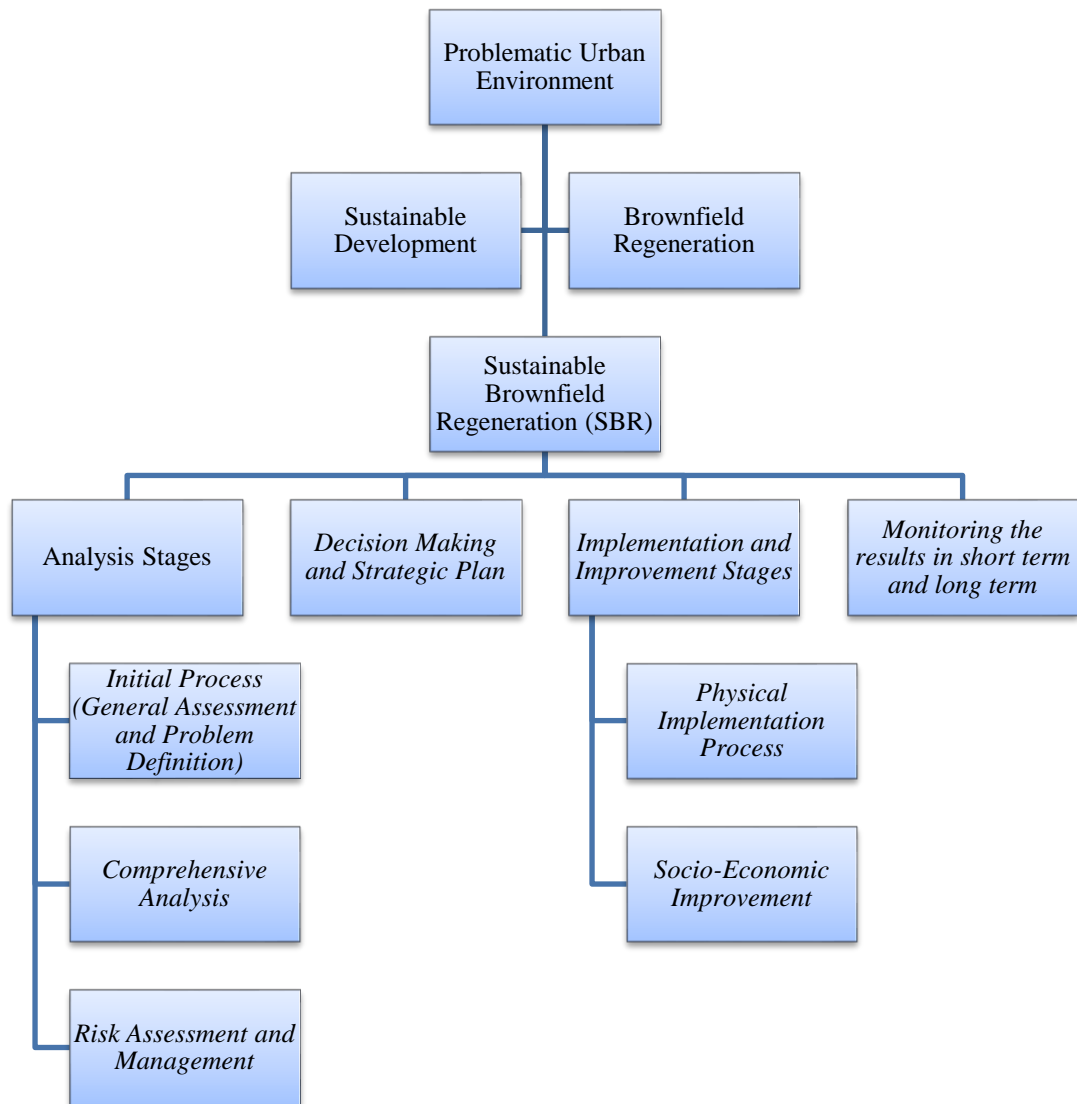 Problematic Urban
Environment
Sustainable
Development
Brownfield
Regeneration
Sustainable
Brownfield
Regeneration (SBR)
Analysis Stages
Decision Making
and Strategic Plan
Implementation and
Improvement Stages
Monitoring the
results in short term
and long term
Initial Process
(General Assessment
and Problem
Definition)
Comprehensive
Analysis
Risk Assessment and
Management
Physical
Implementation
Process
Socio-Economic
Improvement